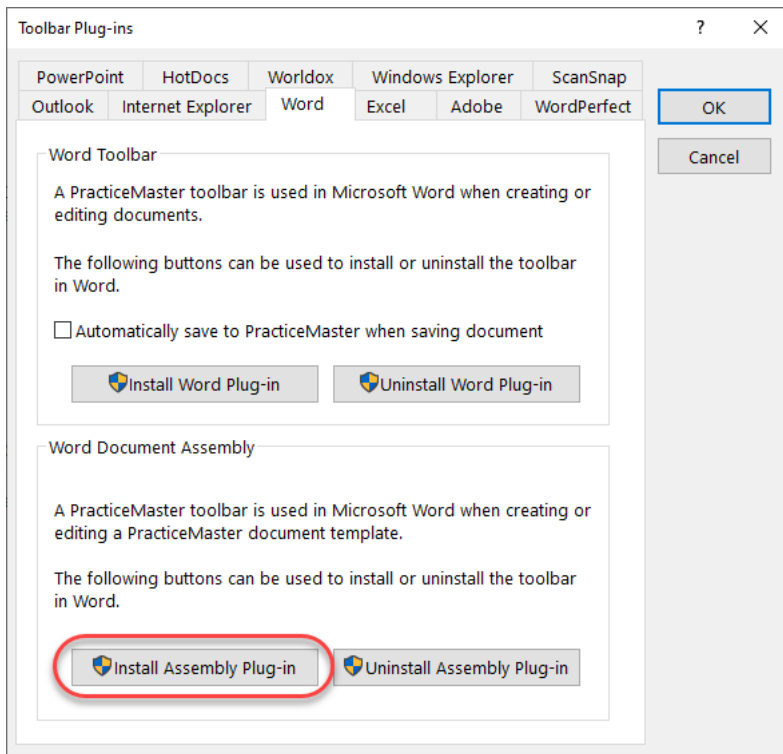 Toolbar Plug-ins
? X
PowerPoint HotDocs Worldox Windows Explorer ScanSnap
Outlook Internet Explorer Word Excel Adobe WordPerfect
OK
Cancel
Word Toolbar
A PracticeMaster toolbar is used in Microsoft Word when creating or
editing documents.
The following buttons can be used to install or uninstall the toolbar
in Word.
Automatically save to PracticeMaster when saving document
Install Word Plug-in Uninstall Word Plug-in
Word Document Assembly
A PracticeMaster toolbar is used in Microsoft Word when creating or
editing a PracticeMaster document template.
The following buttons can be used to install or uninstall the toolbar
in Word.
Install Assembly Plug-in Uninstall Assembly Plug-in